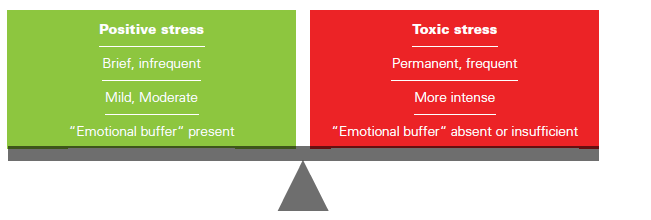 Positive stress
Brief, infrequent
Mild, Moderate
“Emotional buffer” present
Toxic stress
Permanent, frequent
More intense
“Emotional buffer” absent or insufficient